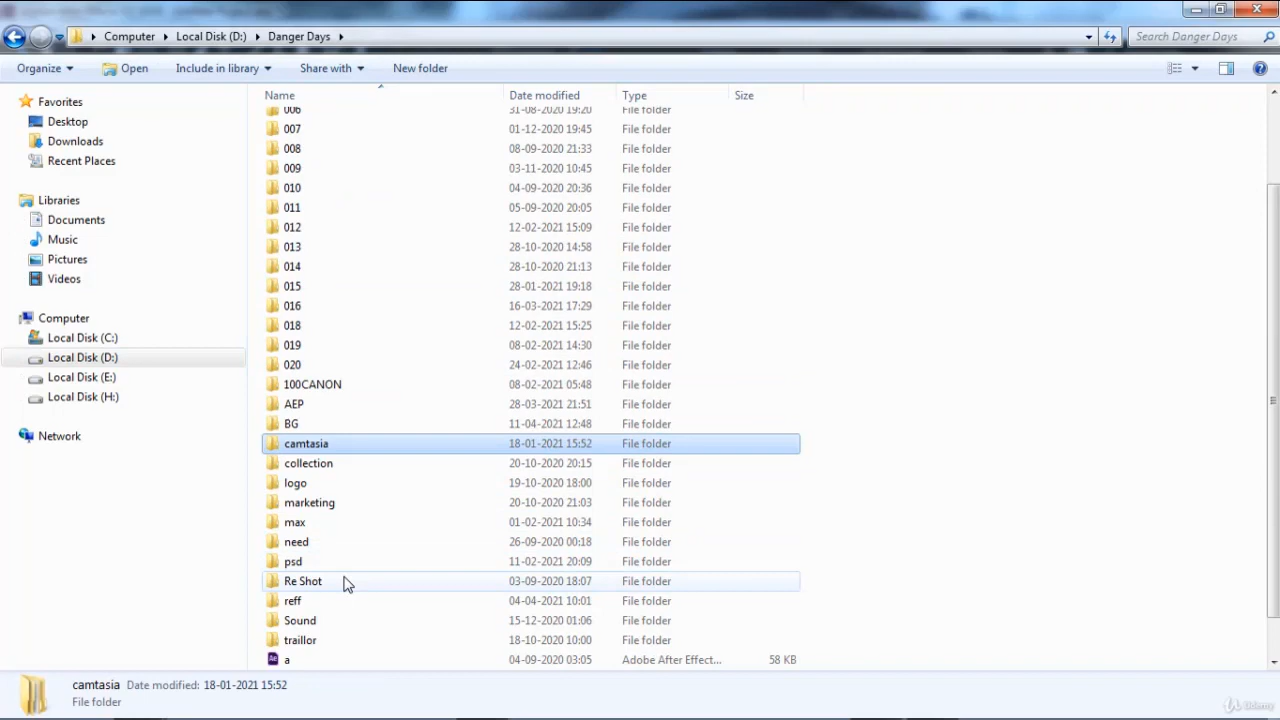 Computer Local Disk (D:) Danger Days Search Danger Days
Organize Open Include in library Share with New folder
Favorites
Desktop
Downloads
Recent Places
Libraries
Documents
Music
Pictures
Videos
Computer
Local Disk (C:)
Local Disk (D:)
Local Disk (E:)
Local Disk (H:)
Network
Name Date modified Type Size
006 31-08-2020 19:20 File folder
007 01-12-2020 19:45 File folder
008 08-09-2020 21:33 File folder
009 03-11-2020 10:45 File folder
010 04-09-2020 20:36 File folder
011 05-09-2020 20:05 File folder
012 12-02-2021 15:09 File folder
013 28-10-2020 14:58 File folder
014 28-10-2020 21:13 File folder
015 28-01-2021 19:18 File folder
016 16-03-2021 17:29 File folder
018 12-02-2021 15:25 File folder
019 08-02-2021 14:30 File folder
020 24-02-2021 12:46 File folder
100CANON 08-02-2021 05:48 File folder
AEP 28-03-2021 21:51 File folder
BG 11-04-2021 12:48 File folder
camtasia 18-01-2021 15:52 File folder
collection 20-10-2020 20:15 File folder
logo 19-10-2020 18:00 File folder
marketing 20-10-2020 21:03 File folder
max 01-02-2021 10:34 File folder
need 26-09-2020 00:18 File folder
psd 11-02-2021 20:09 File folder
Re Shot 03-09-2020 18:07 File folder
reff 04-04-2021 10:01 File folder
Sound 15-12-2020 01:06 File folder
traillor 18-10-2020 10:00 File folder
a 04-09-2020 03:05 Adobe After Effect... 58 KB
camtasia Date modified: 18-01-2021 15:52
File folder
Udemy